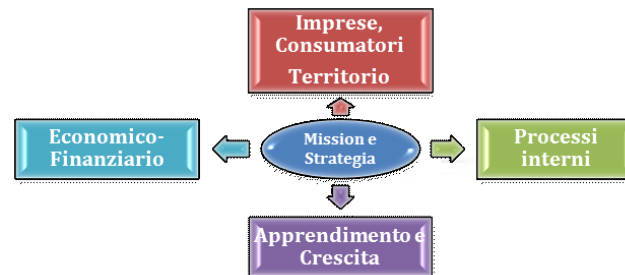 Imprese,
Consumatori
Territorio
Economico-
Finanziario
Mission e
Strategia
Processi
interni
Apprendimento e
Crescita